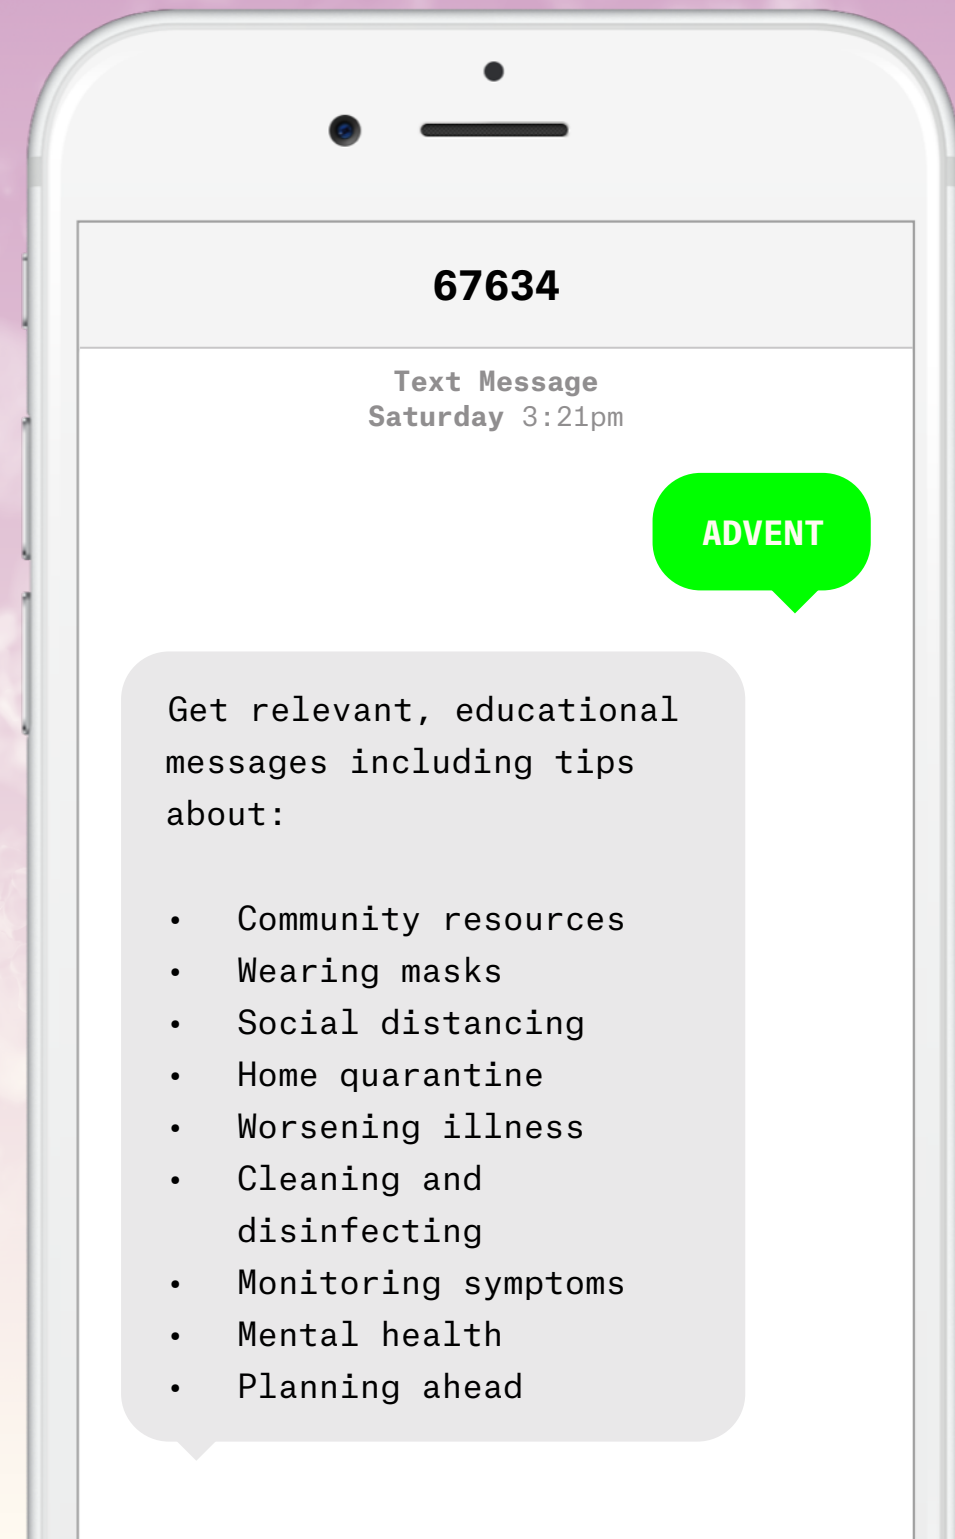 67634
Text Message
Saturday 3:21pm
ADVENT
Get relevant, educational
messages including tips
about:
• Community resources
• Wearing masks
• Social distancing
• Home quarantine
• Worsening illness
• Cleaning and
disinfecting
• Monitoring symptoms
• Mental health
• Planning ahead